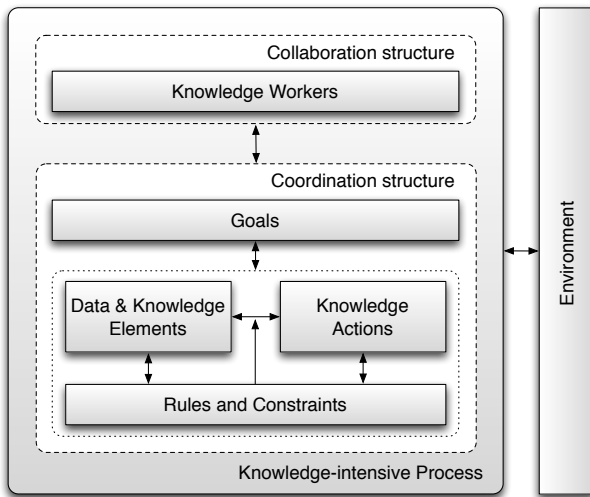 Collaboration structure
Knowledge Workers
Coordination structure
Goals
Data & Knowledge
Elements
Knowledge
Actions
Rules and Constraints
Knowledge-intensive Process
Environment